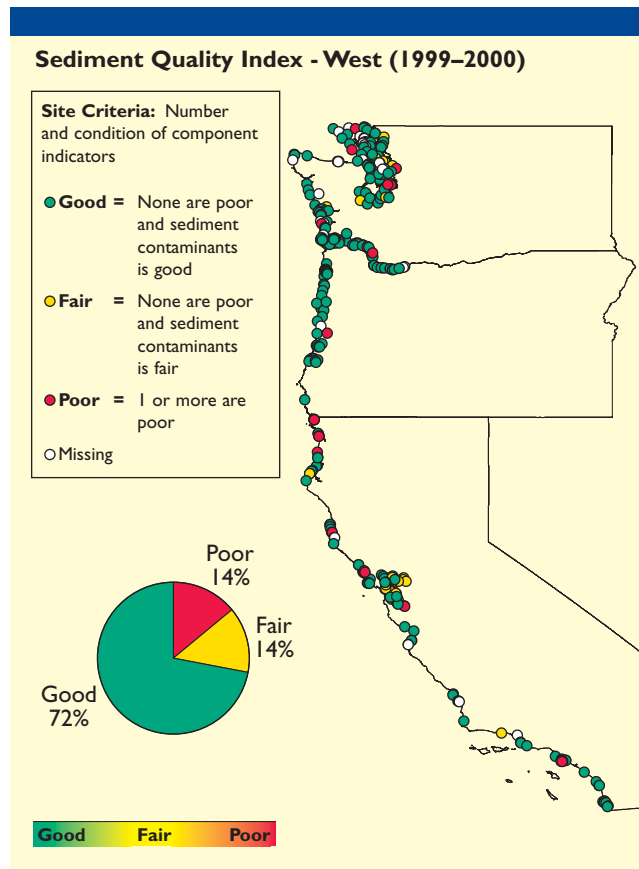 Sediment Quality Index - West (1999–2000)
Site Criteria: Number
and condition of component
indicators
Good = None are poor
and sediment
contaminants
is good
Fair = None are poor
and sediment
contaminants
is fair
Poor = 1 or more are
poor
Missing
Poor
14%
Fair
14%
Good
72%
Good Fair Poor